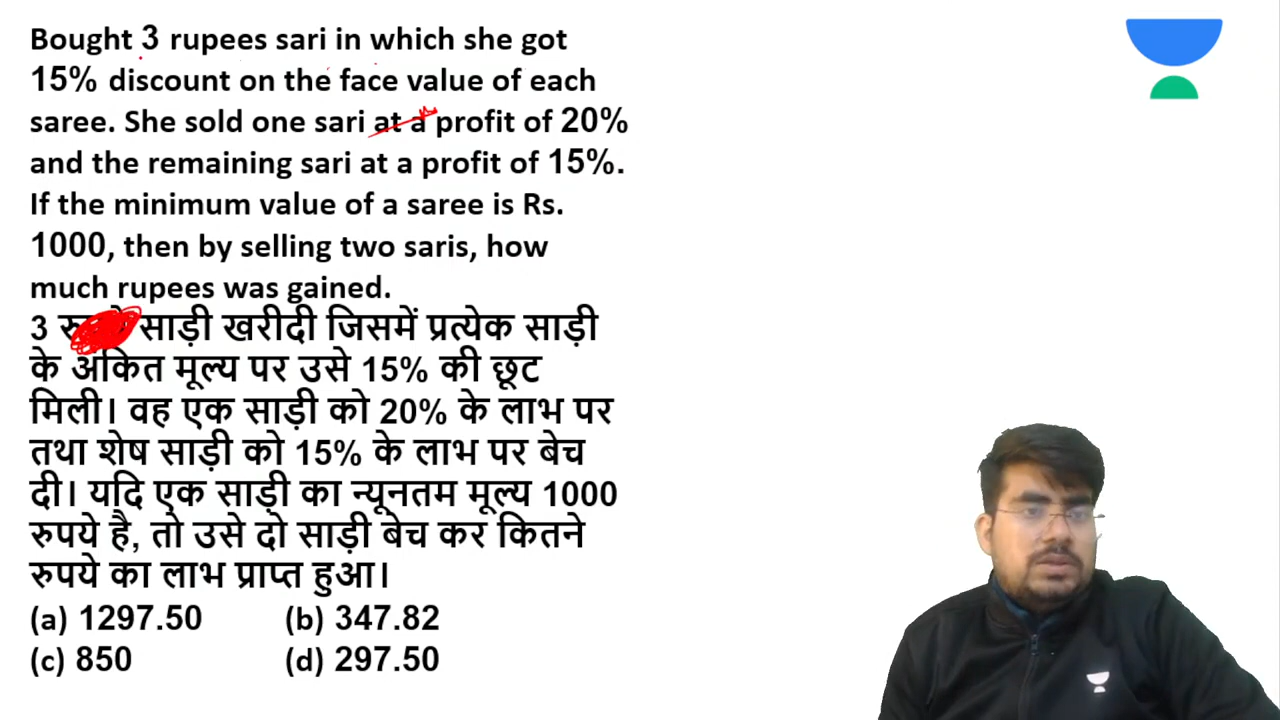 Bought 3 rupees sari in which she got
15% discount on the face value of each
saree. She sold one sari at a profit of 20%
and the remaining sari at a profit of 15%.
If the minimum value of a saree is Rs.
1000, then by selling two saris, how
much rupees was gained.
3 साड़ी खरीदी जिसमें प्रत्येक साड़ी
के अंकित मूल्य पर उसे 15% की छूट
मिली। वह एक साड़ी को 20% के लाभ पर
तथा शेष साड़ी को 15% के लाभ पर बेच
दी। यदि एक साड़ी का न्यूनतम मूल्य 1000
रुपये है, तो उसे दो साड़ी बेच कर कितने
रुपये का लाभ प्राप्त हुआ।
(a) 1297.50 (b) 347.82
(c) 850 (d) 297.50